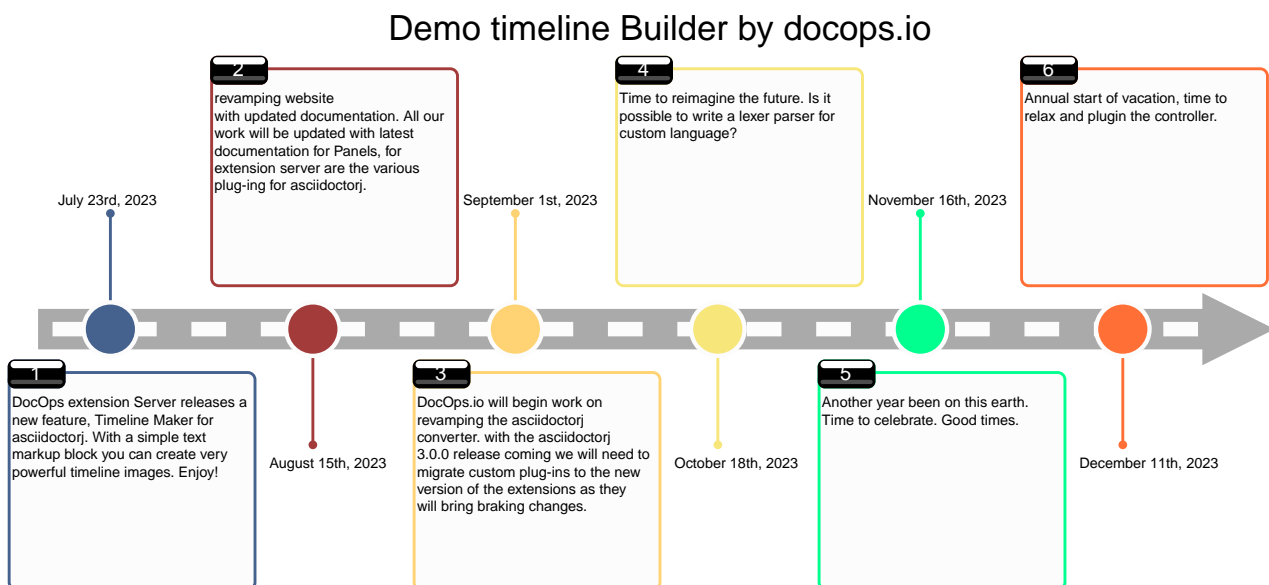 Demo timeline Builder by docops.io
2
revamping website
with updated documentation. All our
work will be updated with latest
documentation for Panels, for
extension server are the various
plug-ing for asciidoctorj.
4
Time to reimagine the future. Is it
possible to write a lexer parser for
custom language?
6
Annual start of vacation, time to
relax and plugin the controller.
July 23rd, 2023
September 1st, 2023
November 16th, 2023
1
DocOps extension Server releases a
new feature, Timeline Maker for
asciidoctorj. With a simple text
markup block you can create very
powerful timeline images. Enjoy!
August 15th, 2023
3
DocOps.io will begin work on
revamping the asciidoctorj
converter. with the asciidoctorj
3.0.0 release coming we will need to
migrate custom plug-ins to the new
version of the extensions as they
will bring braking changes.
October 18th, 2023
5
Another year been on this earth.
Time to celebrate. Good times.
December 11th, 2023